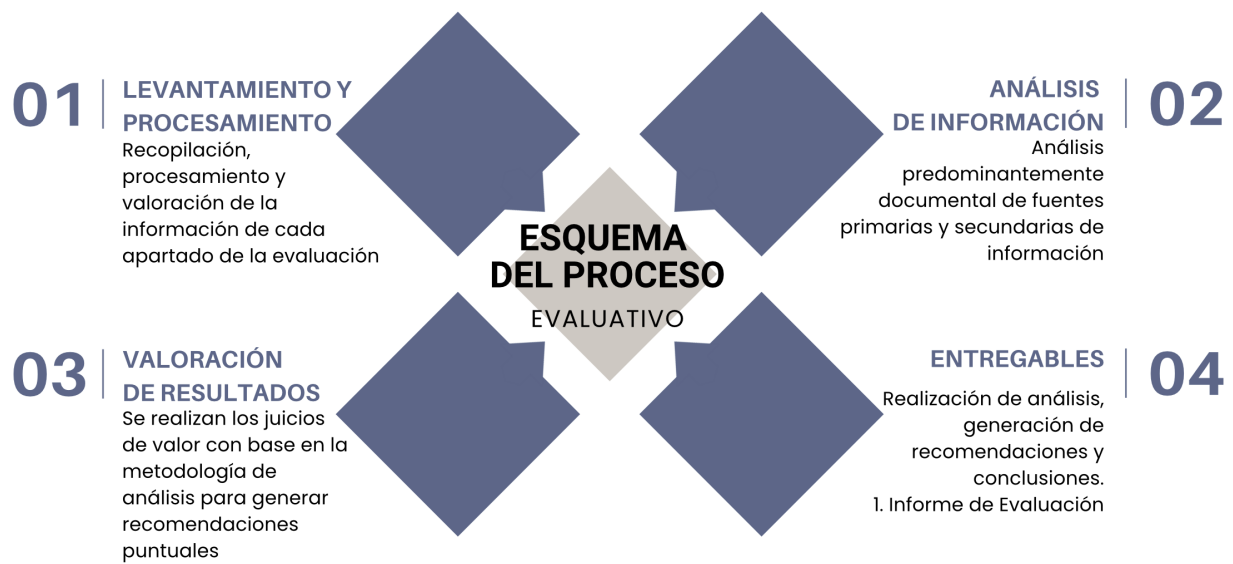 01
LEVANTAMIENTO Y
PROCESAMIENTO
Recopilación,
procesamiento y
valoración de la
información de cada
apartado de la evaluación
ANÁLISIS
DE INFORMACIÓN
02
Análisis
predominantemente
documental de fuentes
primarias y secundarias de
información
ESQUEMA
DEL PROCESO
EVALUATIVO
03
VALORACIÓN
DE RESULTADOS
Se realizan los juicios
de valor con base en la
metodología de
análisis para generar
recomendaciones
puntuales
ENTREGABLES
04
Realización de análisis,
generación de
recomendaciones y
conclusiones.
1. Informe de Evaluación